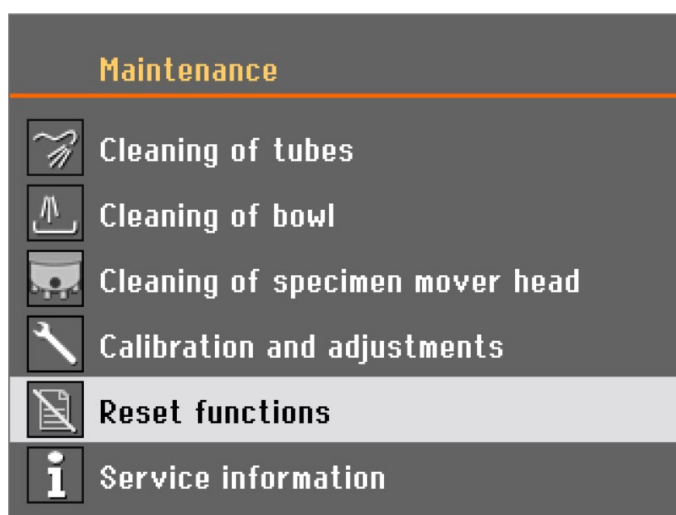 Maintenance
Cleaning of tubes
Cleaning of bowl
Cleaning of specimen mover head
Calibration and adjustments
Reset functions
Service information